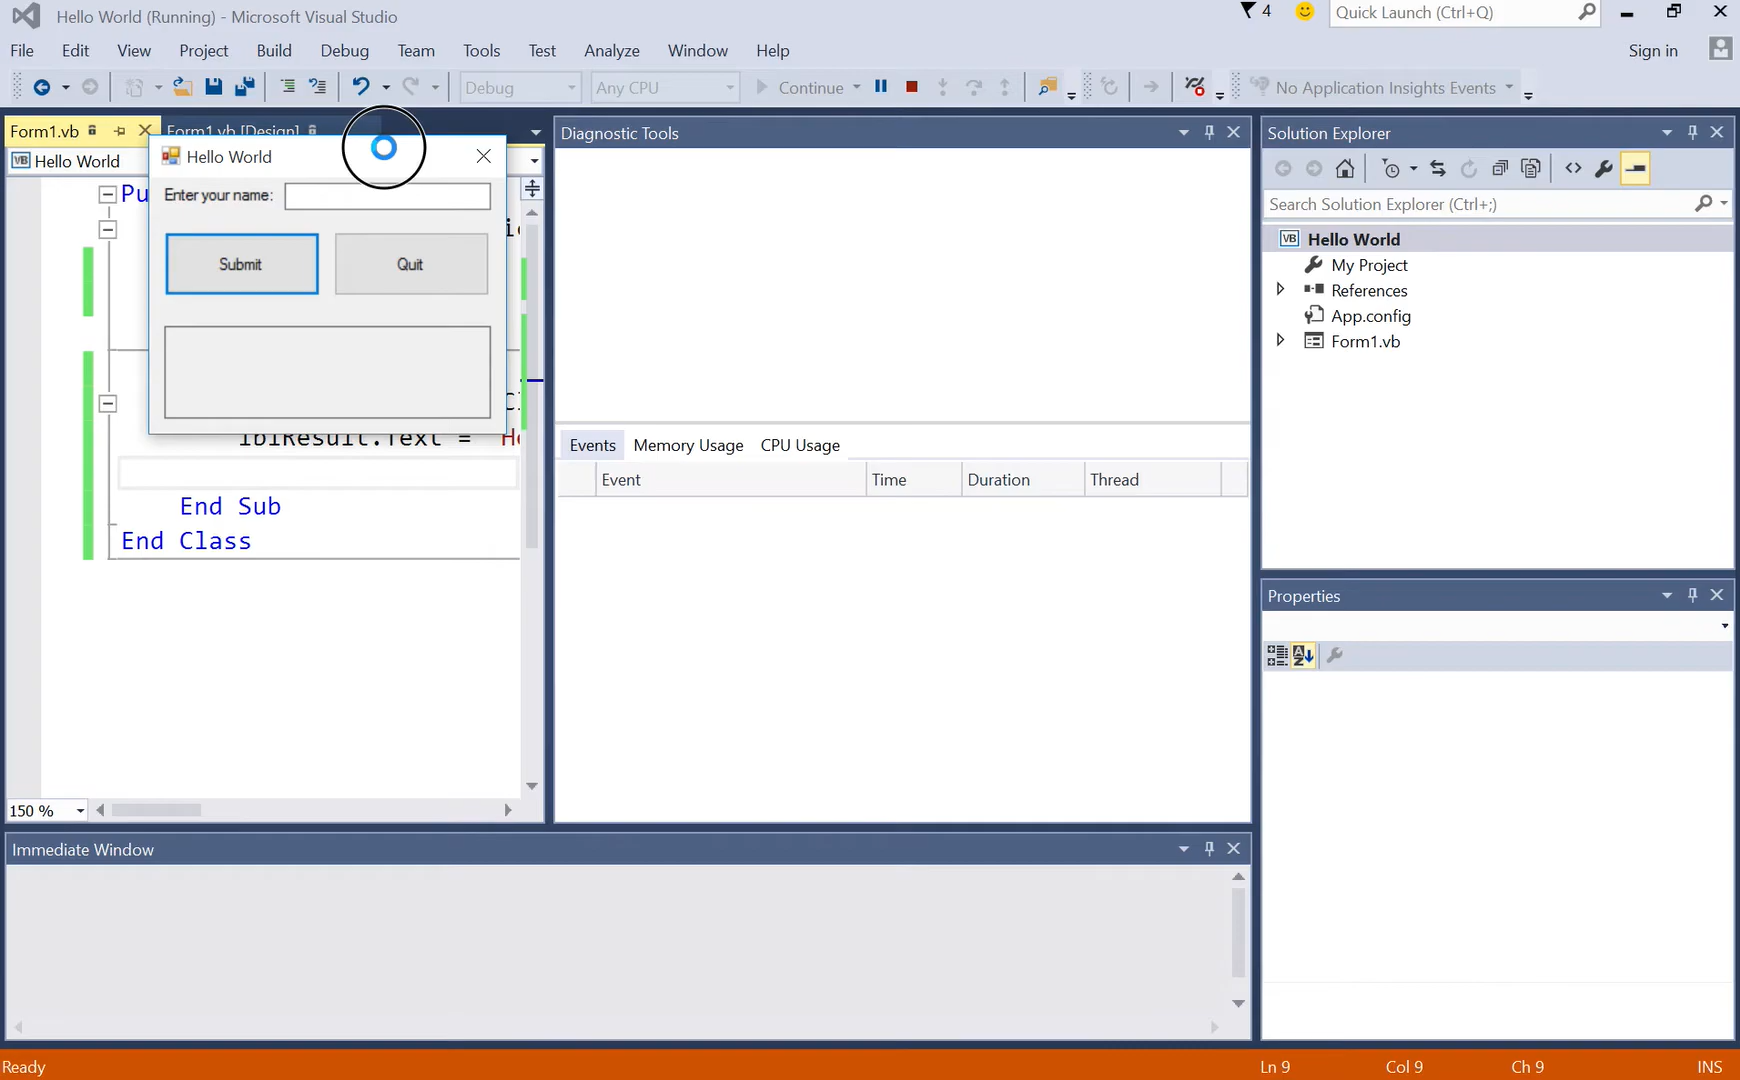 Hello World (Running) - Microsoft Visual Studio
4
Quick Launch (Ctrl+Q)
File Edit View Project Build Debug Team Tools Test Analyze Window Help
Sign in
Debug Any CPU Continue No Application Insights Events
Form1.vb Form1.vb [Design]
Hello World
Hello World
Enter your name:
Submit Quit
Pu
lblResult.Text =
End Sub
End Class
150 %
Diagnostic Tools
Events Memory Usage CPU Usage
Event Time Duration Thread
Solution Explorer
Search Solution Explorer (Ctrl+;)
VB Hello World
My Project
References
App.config
Form1.vb
Properties
Immediate Window
Ready Ln 9 Col 9 Ch 9 INS